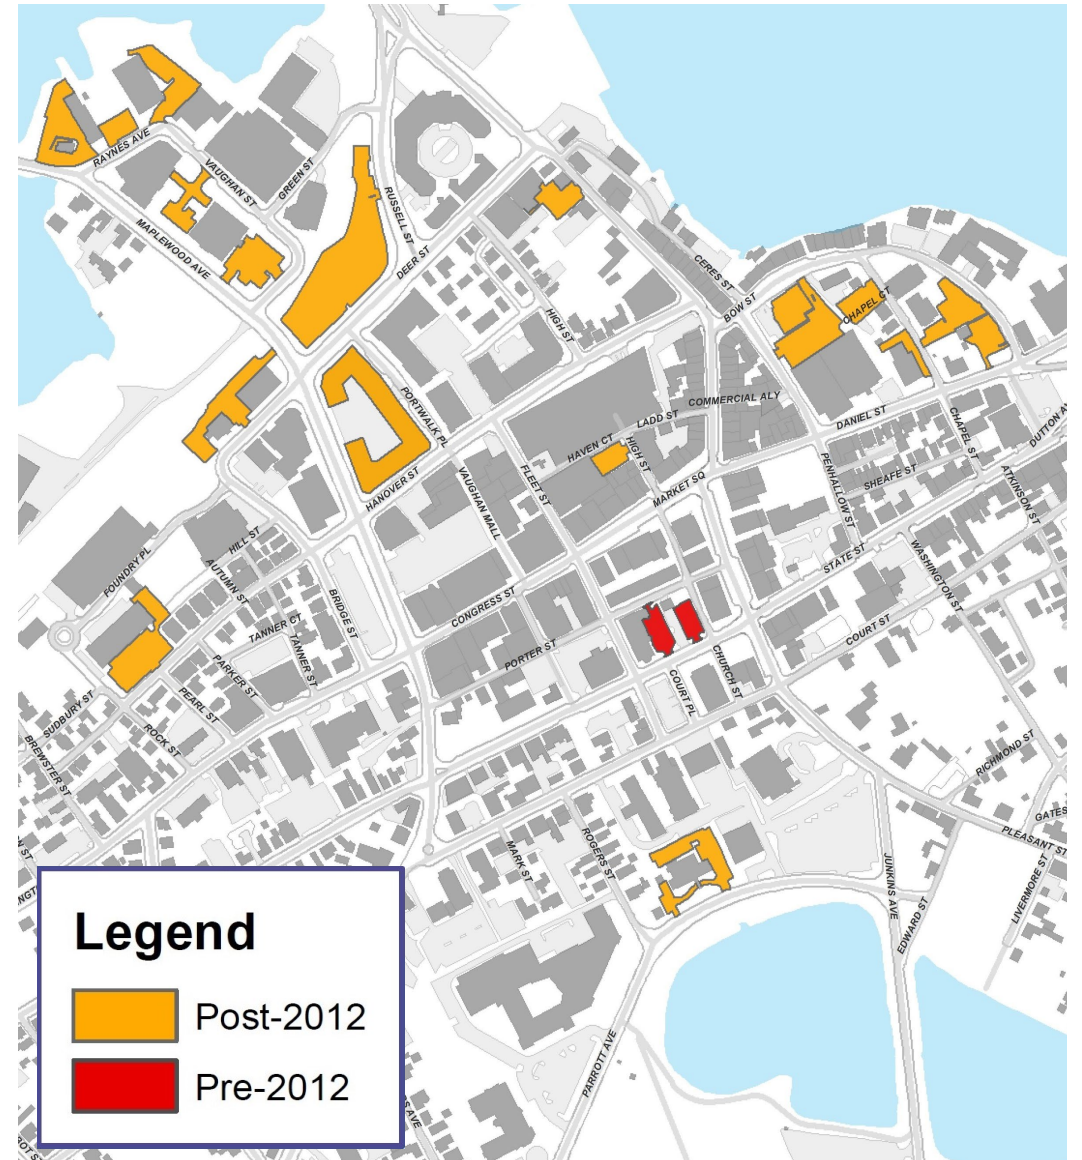 RAYNES AVE
VAUGHAN ST
GREEN ST
MAPLEWOOD AVE
RUSSELL ST
DEER ST
CERES ST
BOW ST
HIGH ST
CHAPEL CT
PORTWALK PL
COMMERCIAL ALY
LADD ST
DANIEL ST
HAVEN CT
HIGH ST
HANOVER ST
VAUGHAN MALL
FLEET ST
MARKET SQ
PENHALLOW ST
SHEAFE ST
CHAPEL ST
DUTTON AV
ATKINSON ST
STATE ST
WASHINGTON ST
COURT ST
HILL ST
FOUNDRY PL
AUTUMN ST
TANNER CT
TANNER ST
BRIDGE ST
CONGRESS ST
PORTER ST
PARKER ST
PEARL ST
SUDBURY ST
ROCK ST
BREWSTER ST
COURT PL
CHURCH ST
RICHMOND ST
GATES
PLEASANT ST
LIVERMORE ST
JUNKINS AVE
EDWARD ST
ROGERS ST
MARK ST
PARROTT AVE
Legend
Post-2012
Pre-2012